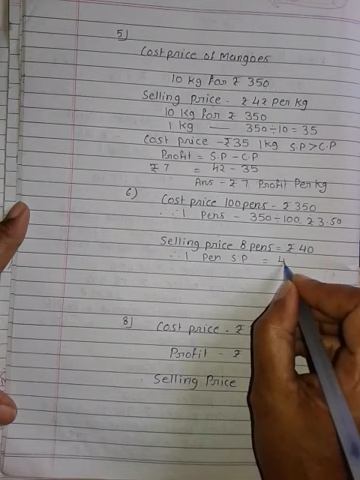 5)
Cost price of Mangoes
10 kg for ₹ 350
Selling price - ₹ 42 per kg
10 kg for ₹ 350
1 kg —— 350÷10 = 35
Cost price - ₹35 1kg S.P>C.P
Profit = S.P - C.P
₹ 7 = 42 - 35
Ans - ₹ 7 Profit Per kg
6) Cost price 100 pens - ₹ 350
∴ 1 Pens - 350÷100 ₹ 3.50
Selling price 8 pens = ₹ 40
∴ 1 Pen S.P = 4
8) Cost price - ₹
Profit - ₹
Selling Price